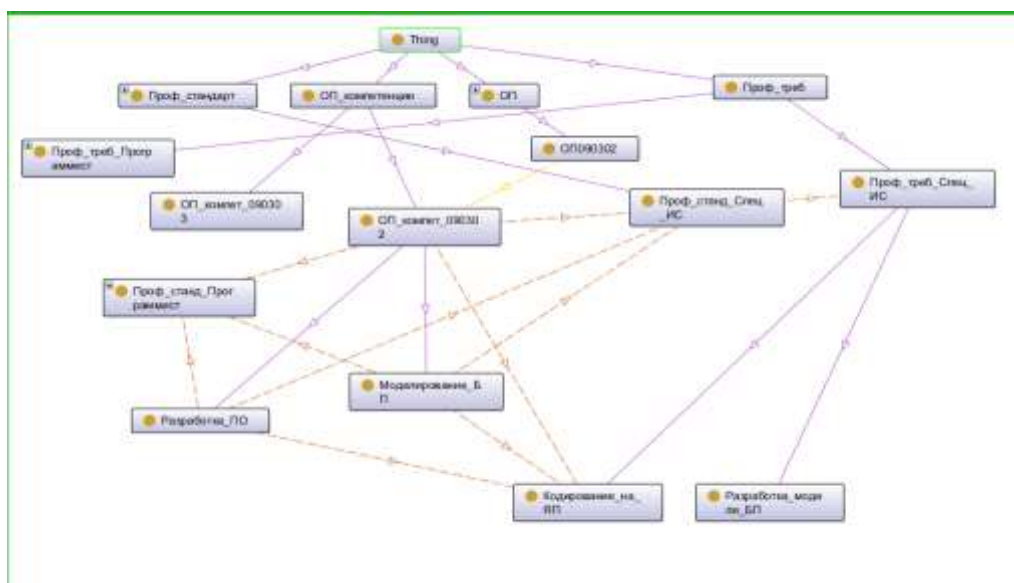 Thing
Проф_стандарт
ОП_компетенции
ОП
Проф_треб
Проф_треб_Прогр
аммист
ОП090302
ОП_компет_09030
3
ОП_компет_09030
2
Проф_станд_Спец
_ИС
Проф_треб_Спец_
ИС
Проф_станд_Прог
раммист
Моделирование_Б
П
Разработка_ПО
Кодирование_на_
ЯП
Разработка_моде
ли_БП